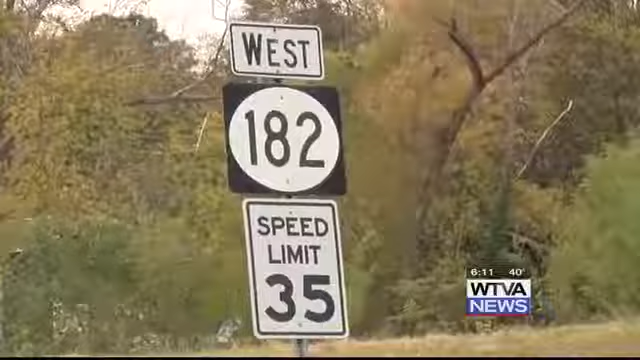 WEST
182
SPEED
LIMIT
35
6:11 40°
WTVA
NEWS